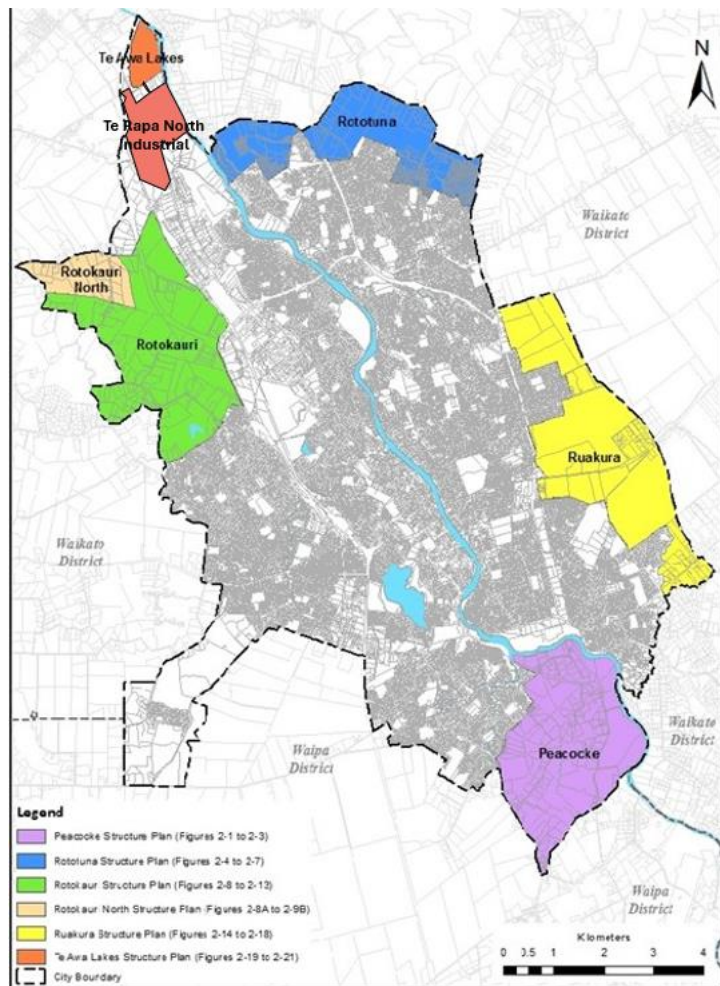 Te Awa Lakes
Te Rapa North
Industrial
Rototuna
N
Waikato
District
Rotokauri
North
Rotokauri
Ruakura
Waikato
District
Waikato
District
Peacocke
Waipa
District
Waipa
District
Legend
Peacocke Structure Plan (Figures 2-1 to 2-3)
Rototuna Structure Plan (Figures 2-4 to 2-7)
Rotokaur Structure Plan (Figures 2-8 to 2-13)
Rotokaur North Structure Plan (Figures 2-8A to 2-9B)
Ruakura Structure Plan (Figures 2-14 to 2-18)
Te Awa Lakes Structure Plan (Figures 2-19 to 2-21)
City Boundary
Kilometers
0 0.5 1 2 3 4